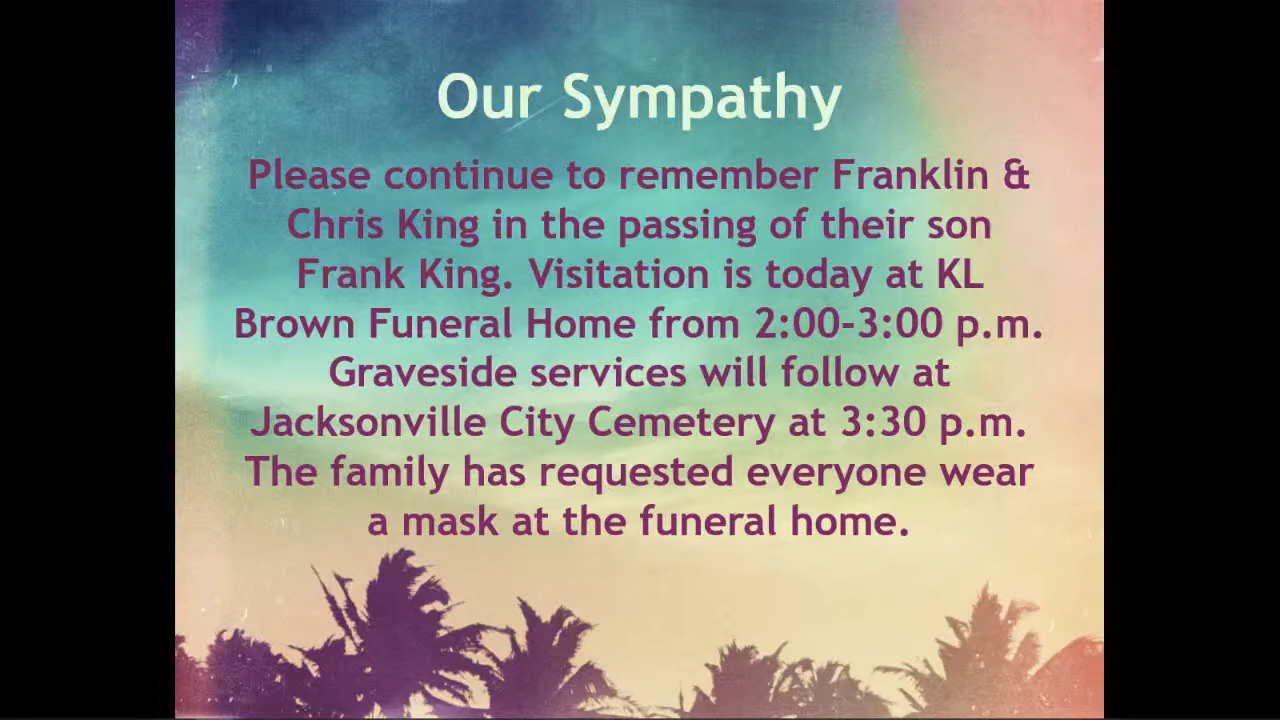 Our Sympathy
Please continue to remember Franklin &
Chris King in the passing of their son
Frank King. Visitation is today at KL
Brown Funeral Home from 2:00-3:00 p.m.
Graveside services will follow at
Jacksonville City Cemetery at 3:30 p.m.
The family has requested everyone wear
a mask at the funeral home.